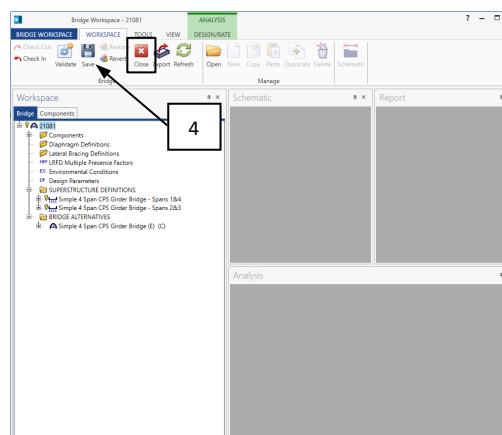 Bridge Workspace - 21081
ANALYSIS
?
BRIDGE WORKSPACE WORKSPACE TOOLS VIEW DESIGN/RATE
Check Out
Check In
Validate Save
Revert
Close Export Refresh
Open New Copy Paste Duplicate Delete Schematic
Manage
Workspace
Schematic
Report
Bridge Components
4
21081
Components
Diaphragm Definitions
Lateral Bracing Definitions
MPF LRFD Multiple Presence Factors
EC Environmental Conditions
DP Design Parameters
SUPERSTRUCTURE DEFINITIONS
Simple 4 Span CPS Girder Bridge - Spans 1&4
Simple 4 Span CPS Girder Bridge - Spans 2&3
BRIDGE ALTERNATIVES
Simple 4 Span CPS Girder Bridge (E) (C)
Analysis